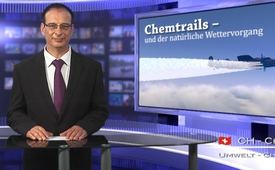 Chemtrails –
und der natürliche Wettervorgang
CH-C
UMWELT - C